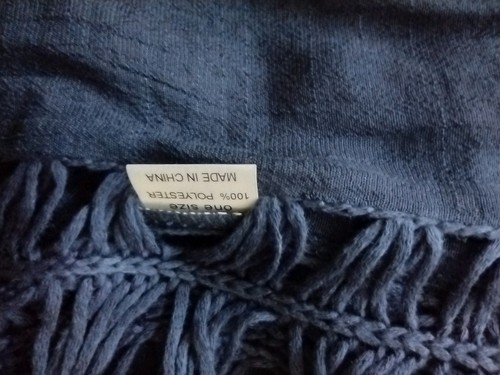 one size
100% POLYESTER
MADE IN CHINA